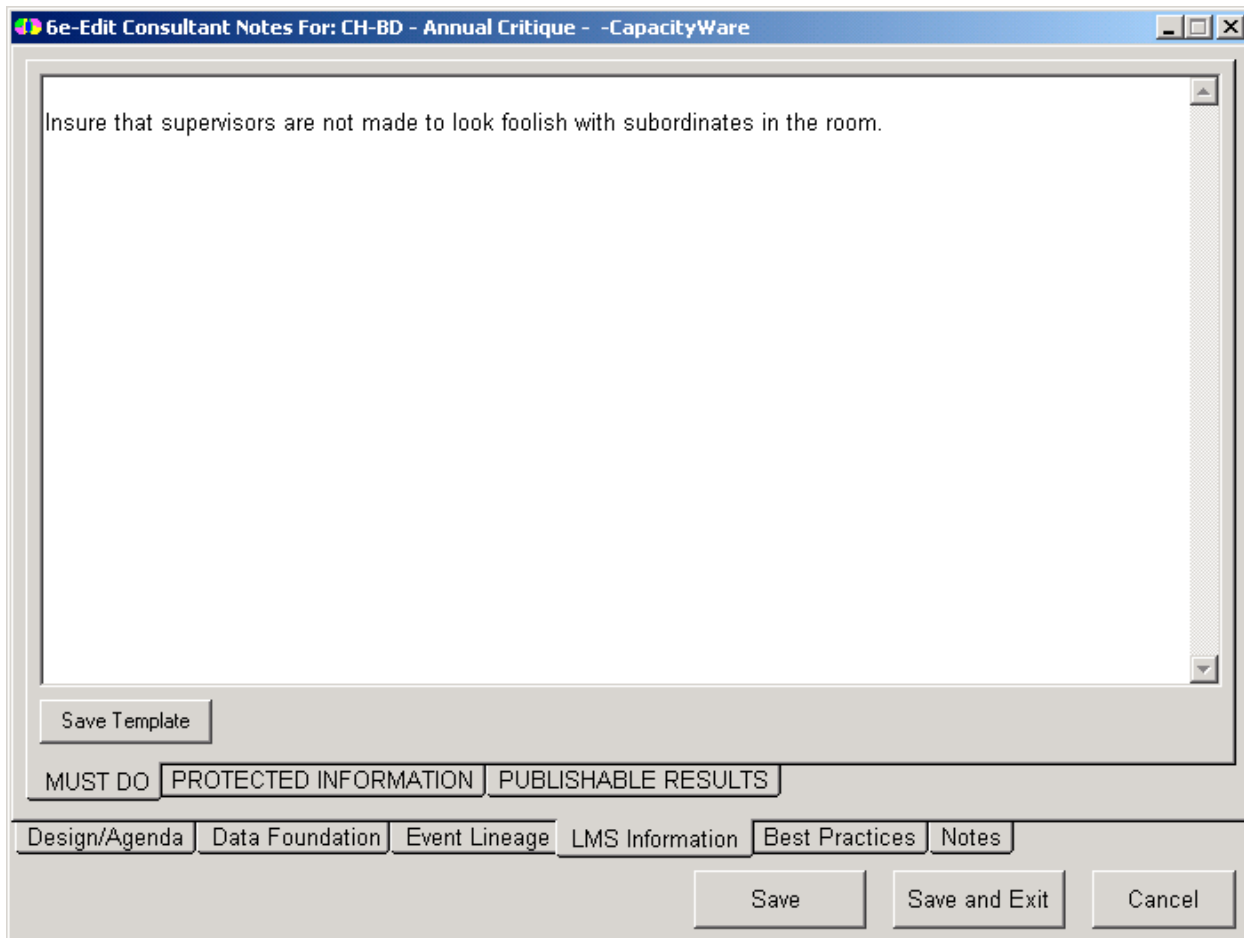 6e-Edit Consultant Notes For: CH-BD - Annual Critique - -CapacityWare
Insure that supervisors are not made to look foolish with subordinates in the room.
Save Template
MUST DO PROTECTED INFORMATION PUBLISHABLE RESULTS
Design/Agenda Data Foundation Event Lineage LMS Information Best Practices Notes
Save Save and Exit Cancel